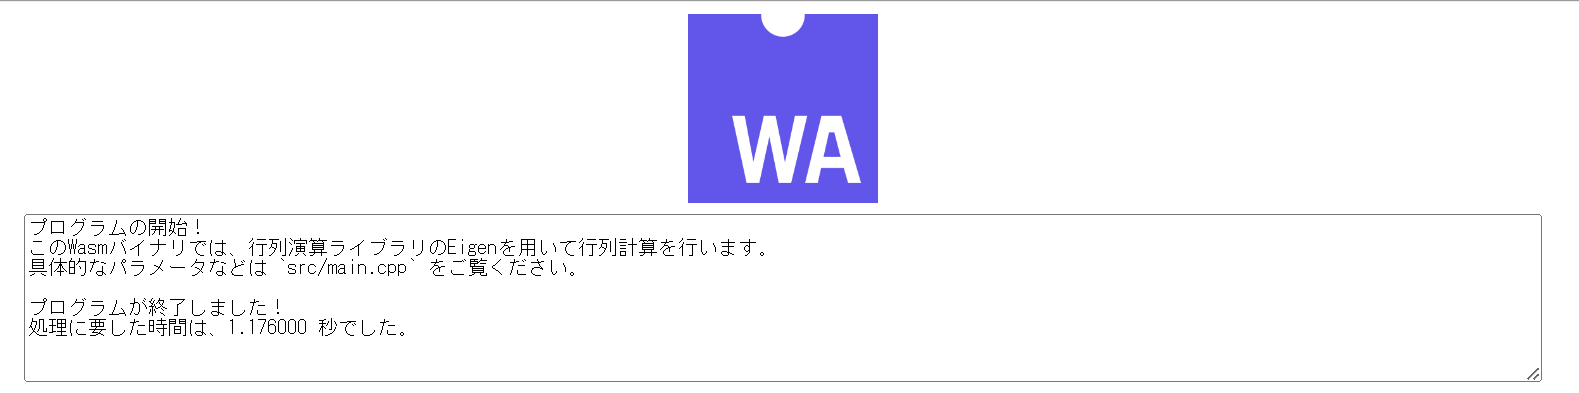 WA
プログラムの開始！
このWasmバイナリでは、行列演算ライブラリのEigenを用いて行列計算を行います。
具体的なパラメータなどは `src/main.cpp` をご覧ください。
プログラムが終了しました！
処理に要した時間は、1.176000 秒でした。